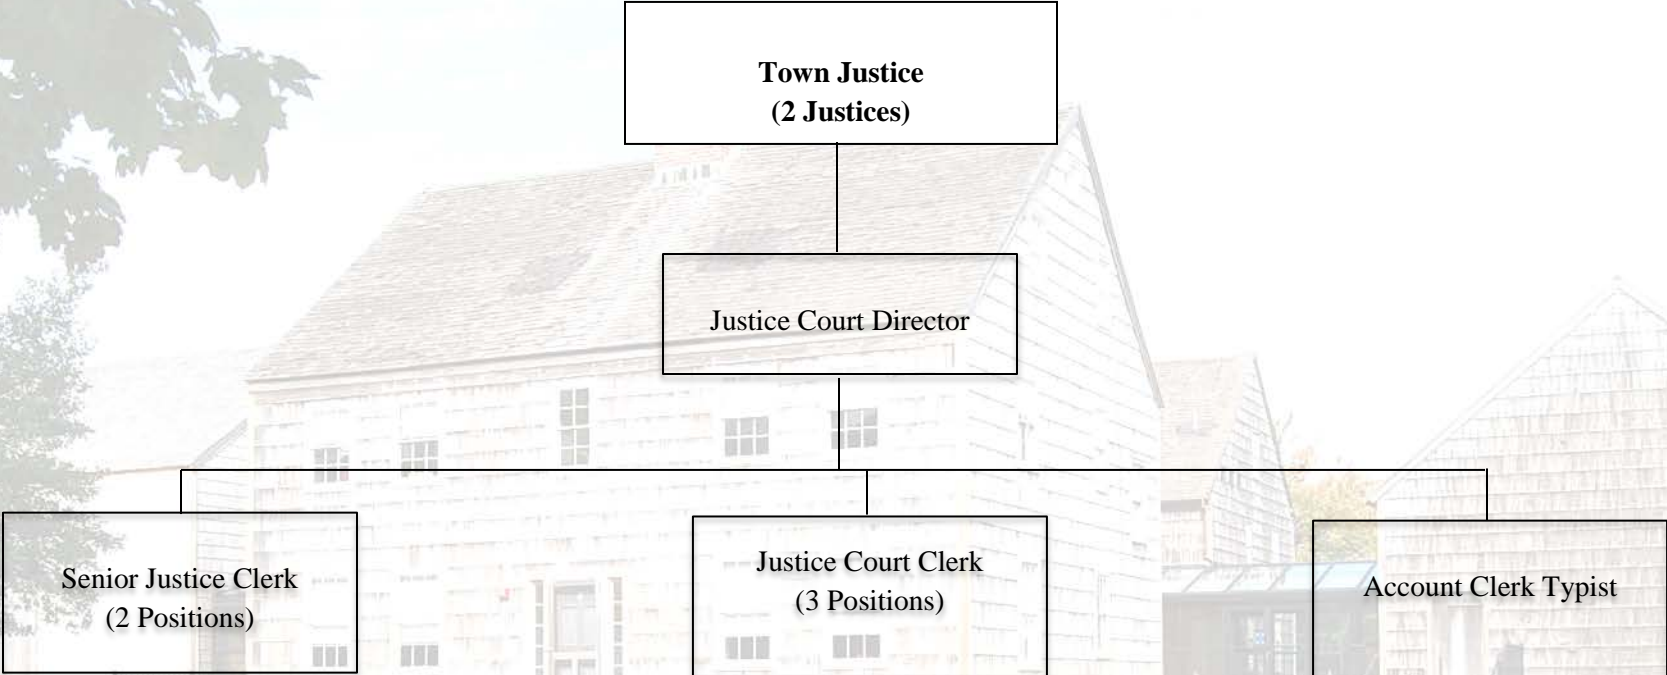 Town Justice
(2 Justices)
Justice Court Director
Senior Justice Clerk
(2 Positions)
Justice Court Clerk
(3 Positions)
Account Clerk Typist